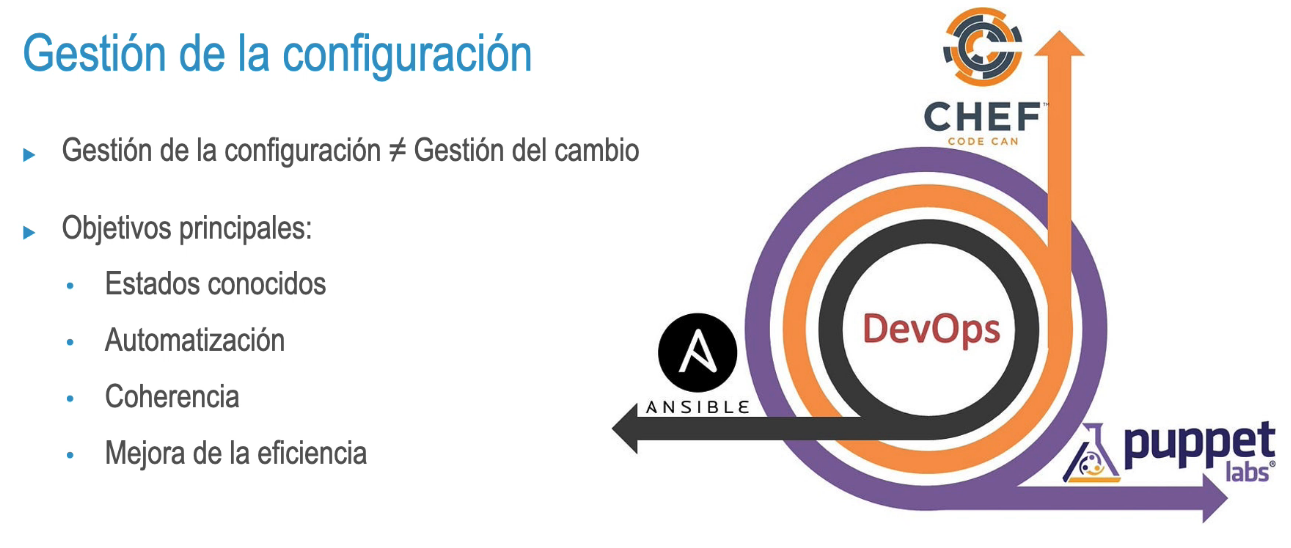 Gestión de la configuración
Gestión de la configuración ≠ Gestión del cambio
Objetivos principales:
Estados conocidos
Automatización
Coherencia
Mejora de la eficiencia
CHEF™
CODE CAN
DevOps
ANSIBLE
puppet
labs®